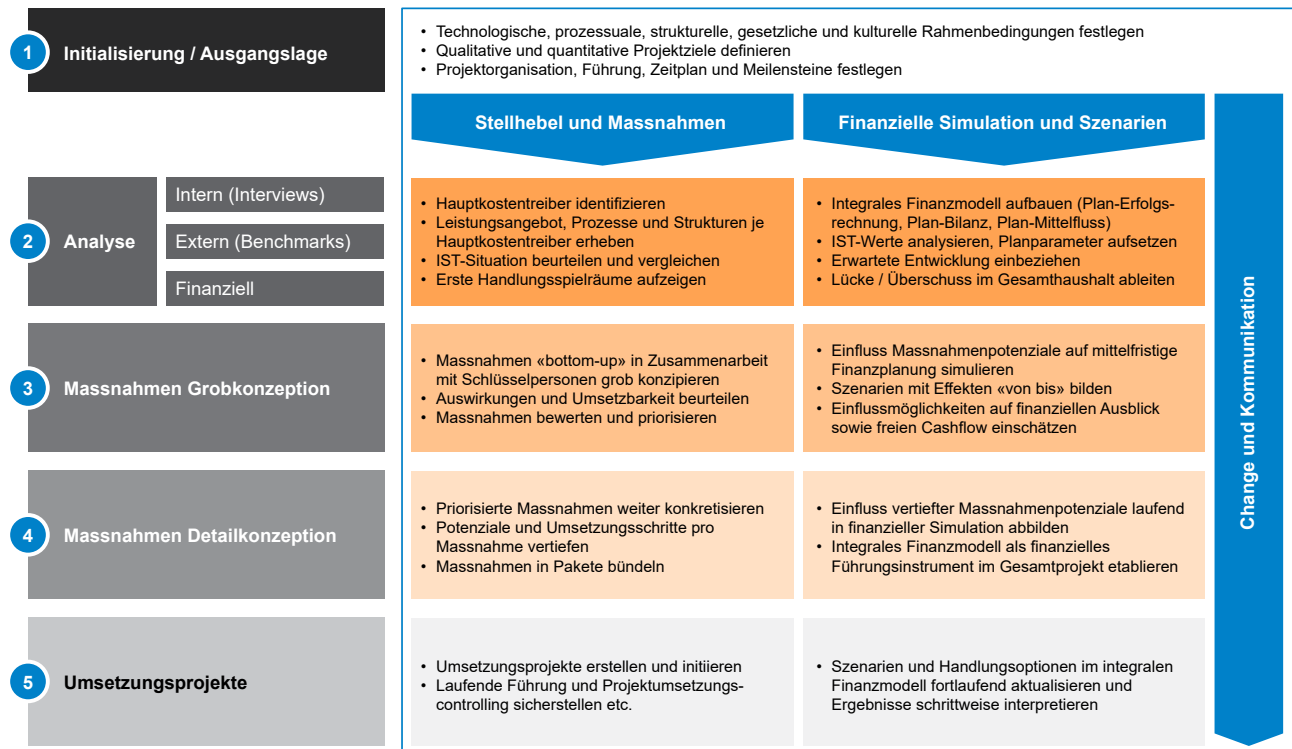 1
Initialisierung / Ausgangslage
• Technologische, prozessuale, strukturelle, gesetzliche und kulturelle Rahmenbedingungen festlegen
• Qualitative und quantitative Projektziele definieren
• Projektorganisation, Führung, Zeitplan und Meilensteine festlegen
Stellhebel und Massnahmen
Finanzielle Simulation und Szenarien
2
Analyse
Intern (Interviews)
Extern (Benchmarks)
Finanziell
• Hauptkostentreiber identifizieren
• Leistungsangebot, Prozesse und Strukturen je
Hauptkostentreiber erheben
• IST-Situation beurteilen und vergleichen
• Erste Handlungsspielräume aufzeigen
• Integrales Finanzmodell aufbauen (Plan-Erfolgs-
rechnung, Plan-Bilanz, Plan-Mittelfluss)
• IST-Werte analysieren, Planparameter aufsetzen
• Erwartete Entwicklung einbeziehen
• Lücke / Überschuss im Gesamthaushalt ableiten
3
Massnahmen Grobkonzeption
• Massnahmen «bottom-up» in Zusammenarbeit
mit Schlüsselpersonen grob konzipieren
• Auswirkungen und Umsetzbarkeit beurteilen
• Massnahmen bewerten und priorisieren
• Einfluss Massnahmenpotenziale auf mittelfristige
Finanzplanung simulieren
• Szenarien mit Effekten «von bis» bilden
• Einflussmöglichkeiten auf finanziellen Ausblick
sowie freien Cashflow einschätzen
4
Massnahmen Detailkonzeption
• Priorisierte Massnahmen weiter konkretisieren
• Potenziale und Umsetzungsschritte pro
Massnahme vertiefen
• Massnahmen in Pakete bündeln
• Einfluss vertiefter Massnahmenpotenziale laufend
in finanzieller Simulation abbilden
• Integrales Finanzmodell als finanzielles
Führungsinstrument im Gesamtprojekt etablieren
5
Umsetzungsprojekte
• Umsetzungsprojekte erstellen und initiieren
• Laufende Führung und Projektumsetzungs-
controlling sicherstellen etc.
• Szenarien und Handlungsoptionen im integralen
Finanzmodell fortlaufend aktualisieren und
Ergebnisse schrittweise interpretieren
Change und Kommunikation